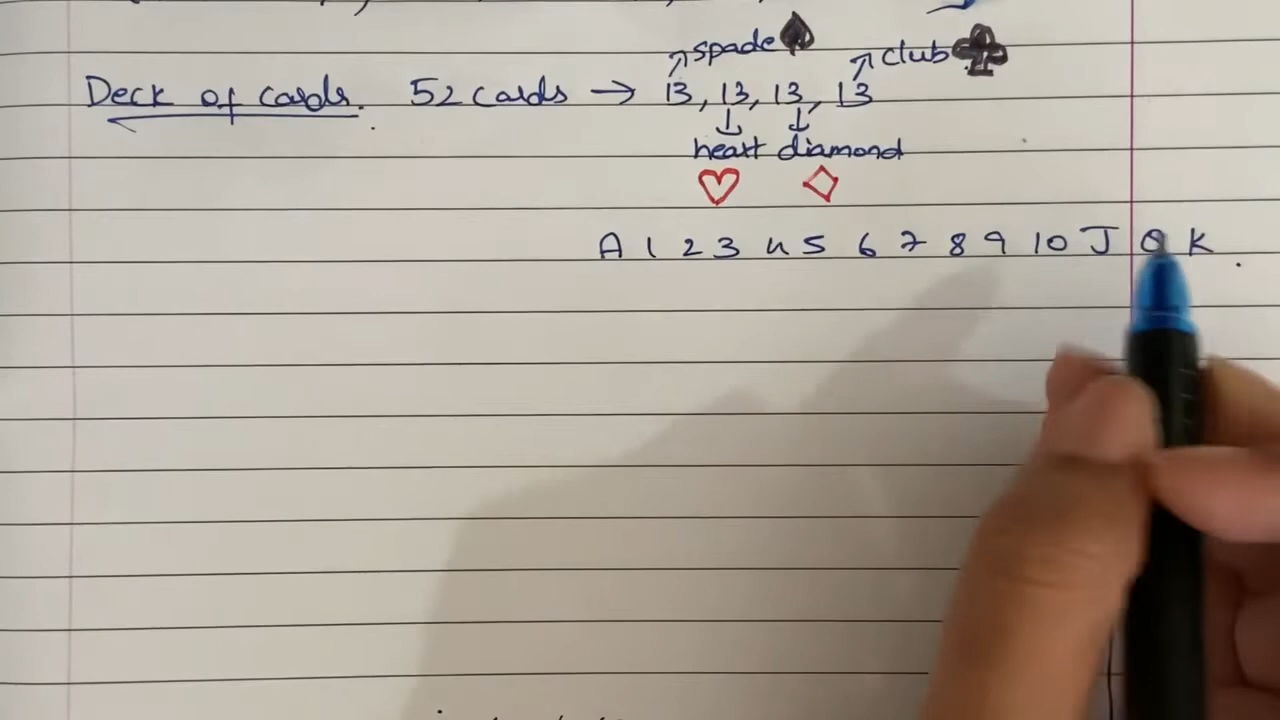 spade ♠ club ♣
Deck of cards. 52 cards → 13, 13, 13, 13
heart diamond
♡ ◇
A 1 2 3 4 5 6 7 8 9 10 J Q K